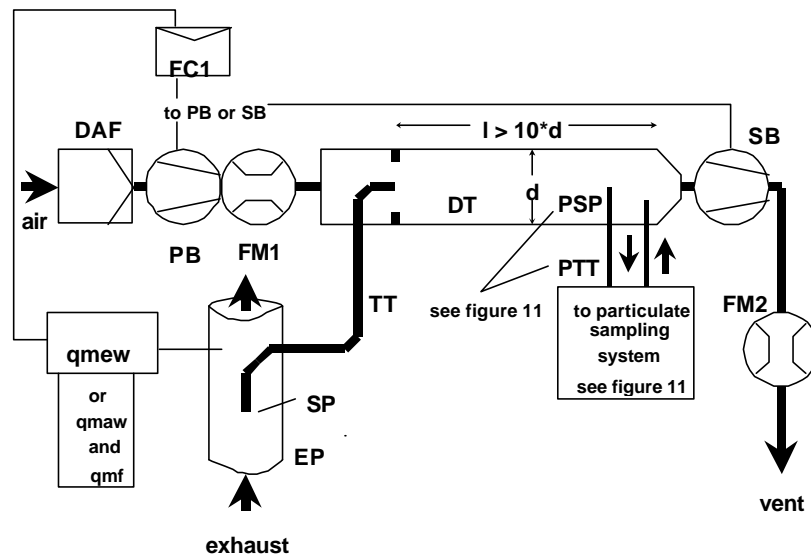 FC1
to PB or SB
DAF
l > 10*d
SB
d
DT
PSP
air
PB
FM1
PTT
TT
see figure 11
to particulate
sampling
system
see figure 11
FM2
qmew
or
qmaw
and
qmf
SP
EP
vent
exhaust